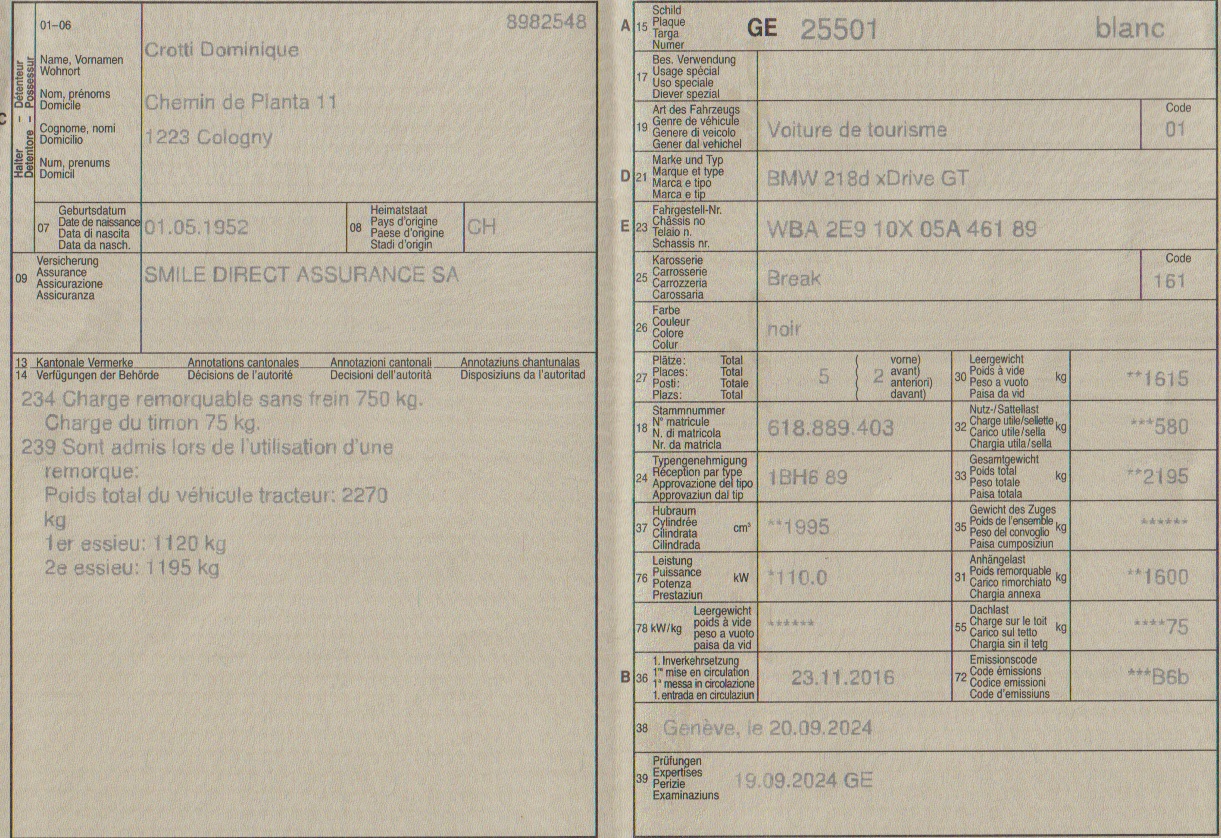 Halter – Détenteur
Detentore – Possessur
C
01–06
8982548
Name, Vornamen
Wohnort
Nom, prénoms
Domicile
Cognome, nomi
Domicilio
Num, prenums
Domicil
Crotti Dominique
Chemin de Planta 11
1223 Cologny
07
Geburtsdatum
Date de naissance
Data di nascita
Data da nasch.
01.05.1952
08
Heimatstaat
Pays d'origine
Paese d'origine
Stadi d'origin
CH
09
Versicherung
Assurance
Assicurazione
Assicuranza
SMILE DIRECT ASSURANCE SA
13 Kantonale Vermerke Annotations cantonales Annotazioni cantonali Annotaziuns chantunalas
14 Verfügungen der Behörde Décisions de l'autorité Decisioni dell'autorità Disposiziuns da l'autoritad
234 Charge remorquable sans frein 750 kg.
Charge du timon 75 kg.
239 Sont admis lors de l'utilisation d'une
remorque:
Poids total du véhicule tracteur: 2270
kg
1er essieu: 1120 kg
2e essieu: 1195 kg
A 15
Schild
Plaque
Targa
Numer
GE 25501 blanc
17
Bes. Verwendung
Usage spécial
Uso speciale
Diever spezial
19
Art des Fahrzeugs
Genre de véhicule
Genere di veicolo
Gener dal vehichel
Voiture de tourisme
Code
01
D 21
Marke und Typ
Marque et type
Marca e tipo
Marca e tip
BMW 218d xDrive GT
E 23
Fahrgestell-Nr.
Châssis no
Telaio n.
Schassis nr.
WBA 2E9 10X 05A 461 89
25
Karosserie
Carrosserie
Carrozzeria
Carossaria
Break
Code
161
26
Farbe
Couleur
Colore
Colur
noir
27
Plätze: Total
Places: Total
Posti: Totale
Plazs: Total
5
( vorne)
( 2 avant)
( anteriori)
( davant)
30
Leergewicht
Poids à vide
Peso a vuoto
Paisa da vid
kg
**1615
18
Stammnummer
N° matricule
N. di matricola
Nr. da matricla
618.889.403
32
Nutz-/Sattellast
Charge utile/sellette
Carico utile/sella
Chargia utila/sella
kg
***580
24
Typengenehmigung
Réception par type
Approvazione del tipo
Approvaziun dal tip
1BH6 89
33
Gesamtgewicht
Poids total
Peso totale
Paisa totala
kg
**2195
37
Hubraum
Cylindrée
Cilindrata
Cilindrada
cm³
**1995
35
Gewicht des Zuges
Poids de l'ensemble
Peso del convoglio
Paisa cumposiziun
kg
******
76
Leistung
Puissance
Potenza
Prestaziun
kW
*110.0
31
Anhängelast
Poids remorquable
Carico rimorchiato
Chargia annexa
kg
**1600
78 kW/kg
Leergewicht
poids à vide
peso a vuoto
paisa da vid
******
55
Dachlast
Charge sur le toit
Carico sul tetto
Chargia sin il tetg
kg
****75
B 36
1. Inverkehrsetzung
1re mise en circulation
1a messa in circolazione
1. entrada en circulaziun
23.11.2016
72
Emissionscode
Code émissions
Codice emissioni
Code d'emissiuns
***B6b
38
Genève, le 20.09.2024
39
Prüfungen
Expertises
Perizie
Examinaziuns
19.09.2024 GE